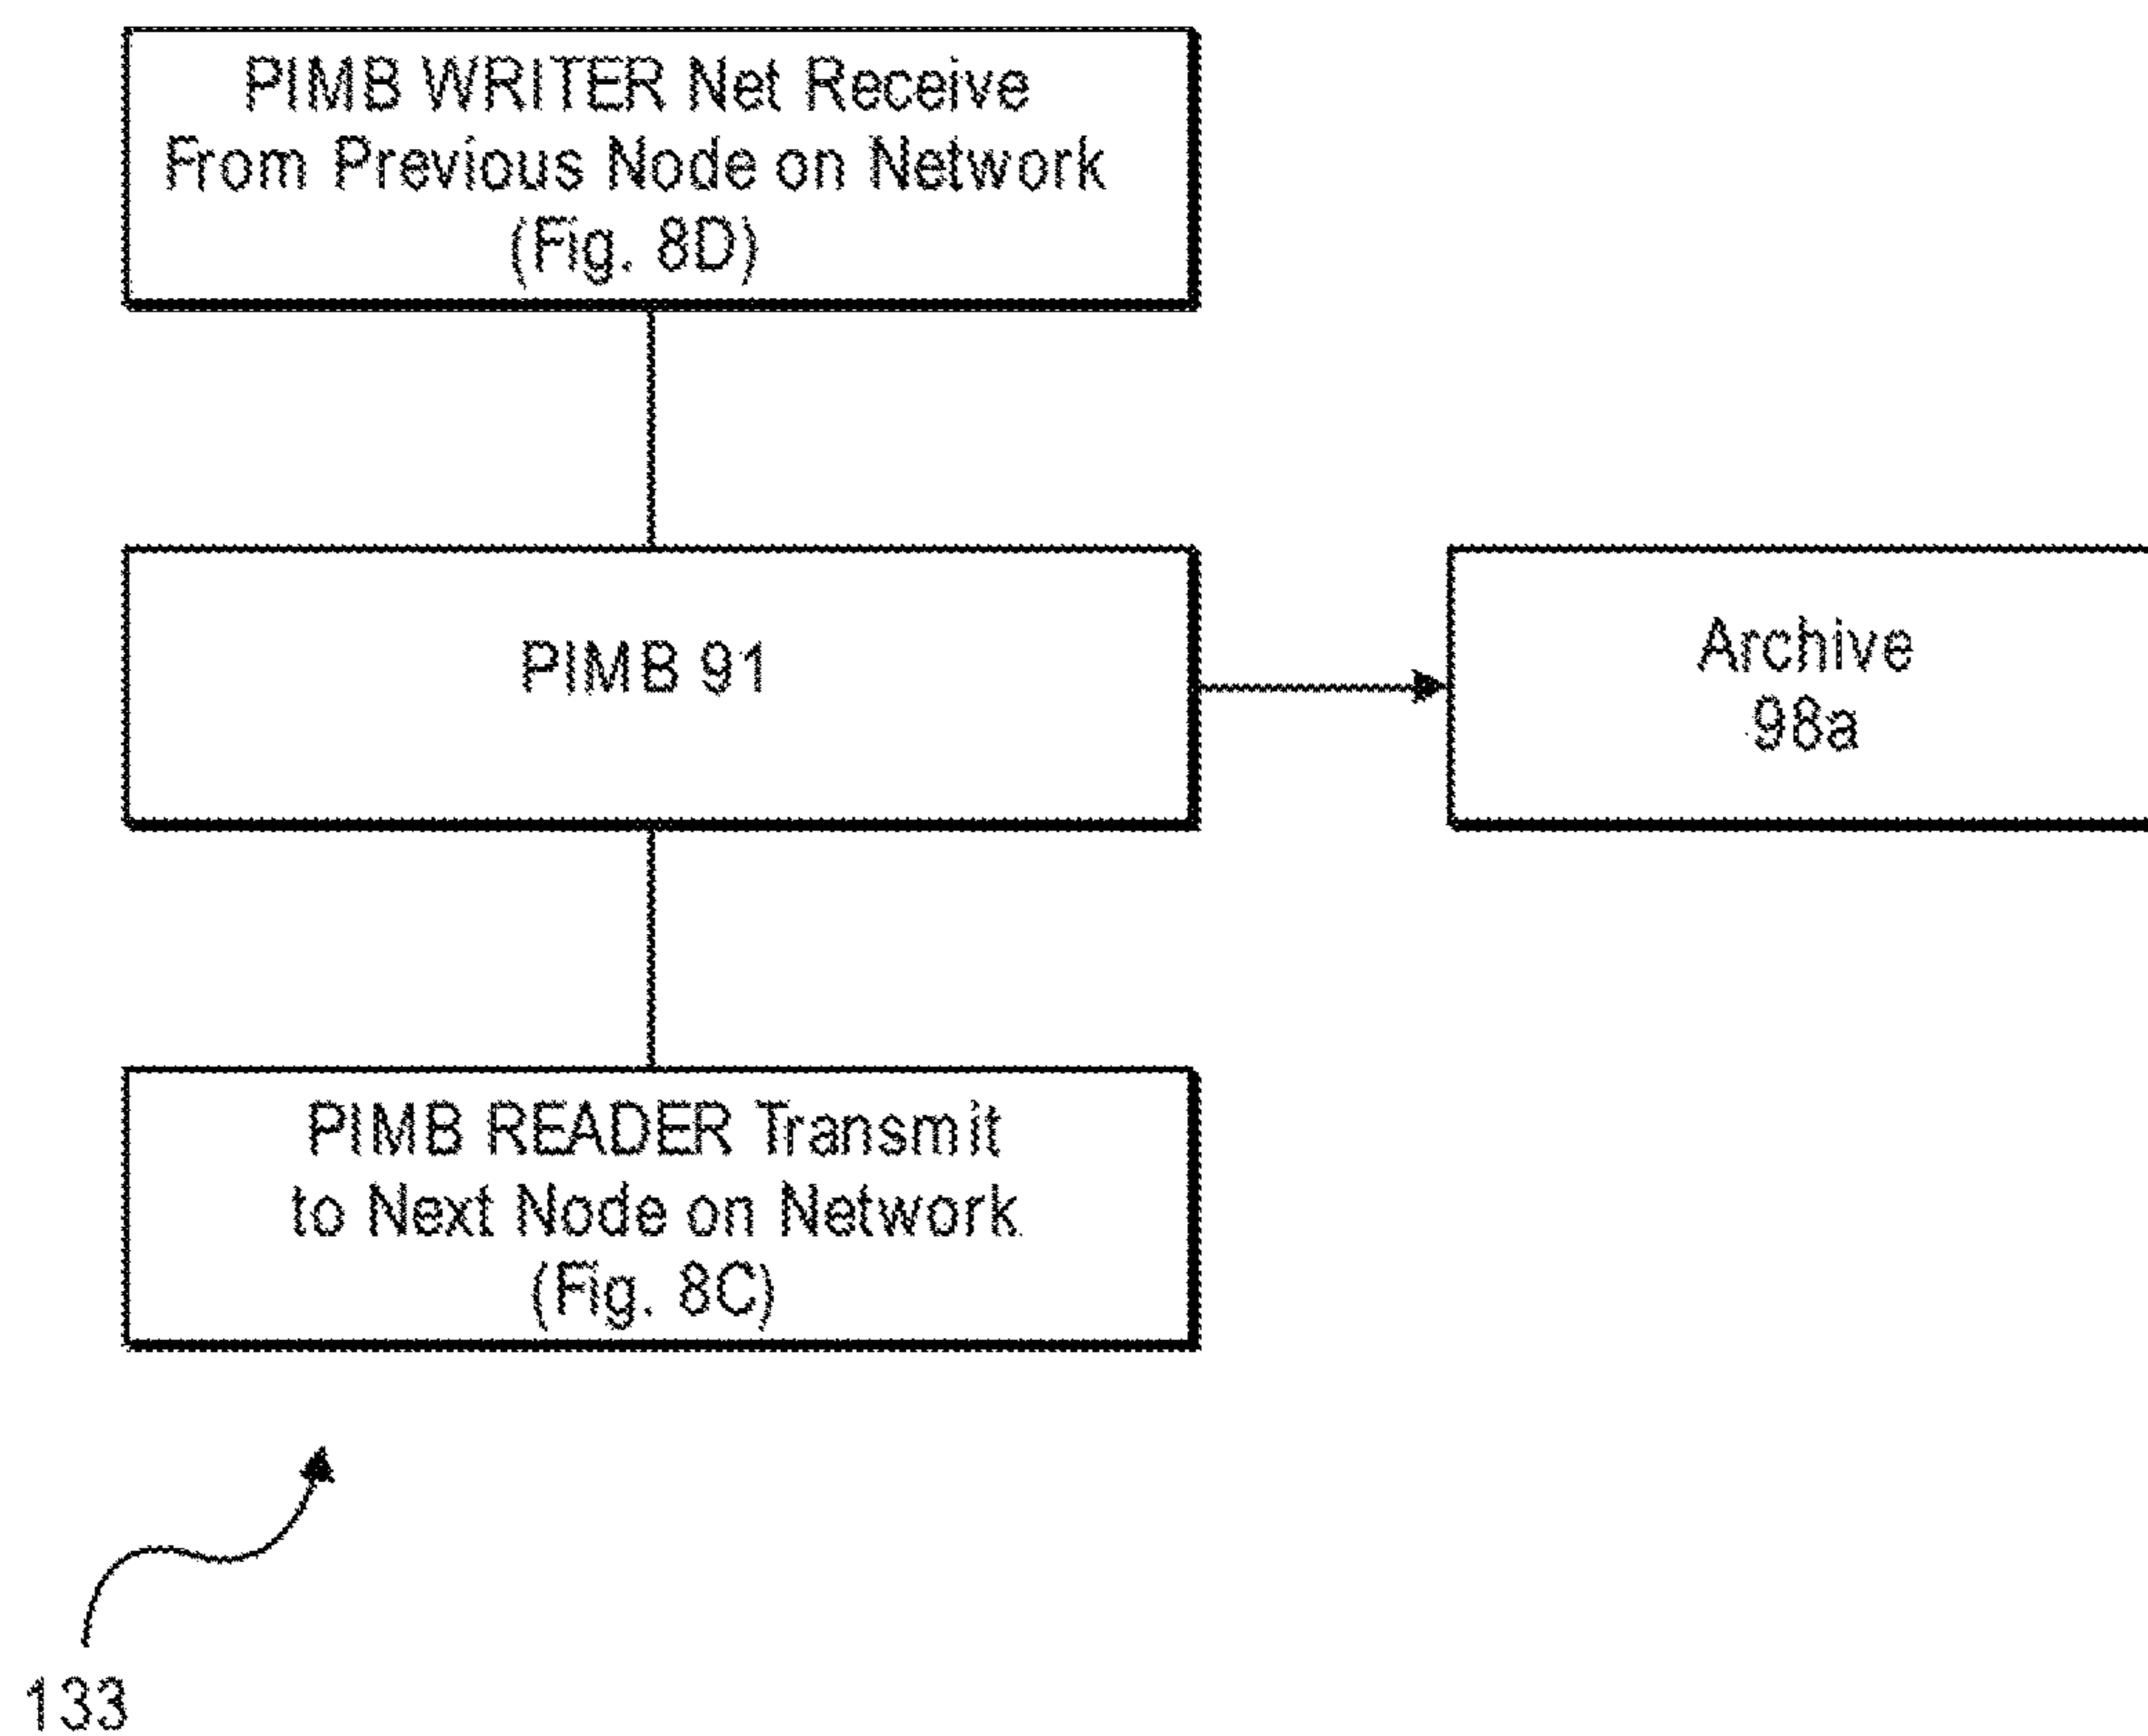 PIMB WRITER Net Receive
From Previous Node on Network
(Fig. 8D)
PIMB 91
Archive
98a
PIMB READER Transmit
to Next Node on Network
(Fig. 8C)
133